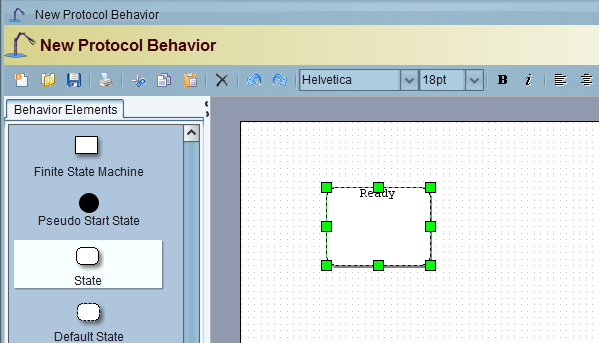 New Protocol Behavior
New Protocol Behavior
Helvetica 18pt B i
Behavior Elements
Finite State Machine
Pseudo Start State
State
Default State
Ready